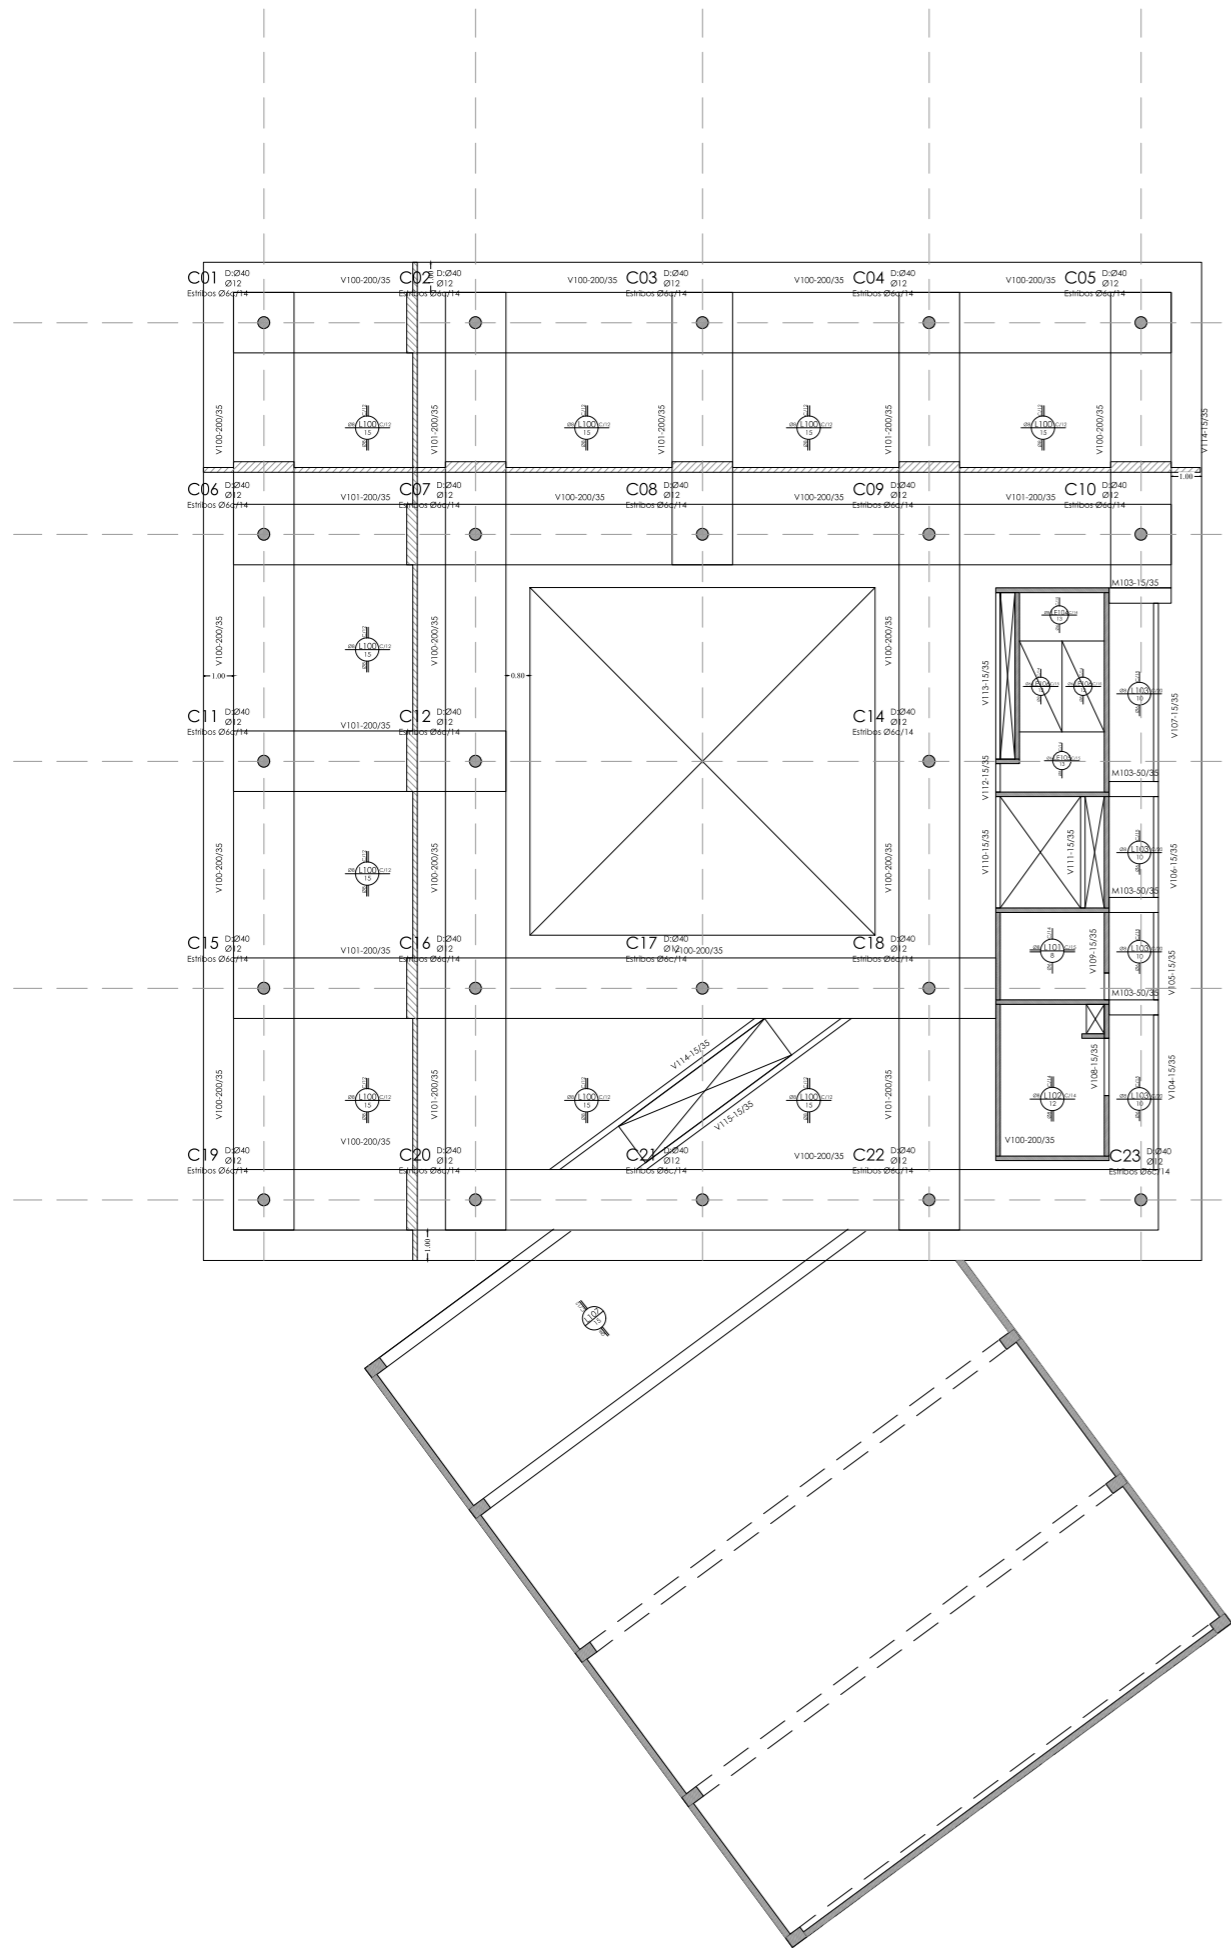 C01 D:Ø40
Ø12
Estribos Ø6c/14
V100-200/35
C02 D:Ø40
Ø12
Estribos Ø6c/14
V100-200/35
C03 D:Ø40
Ø12
Estribos Ø6c/14
V100-200/35
C04 D:Ø40
Ø12
Estribos Ø6c/14
V100-200/35
C05 D:Ø40
Ø12
Estribos Ø6c/14
V100-200/35
L100
15
V101-200/35
L100
15
V101-200/35
L100
15
V101-200/35
L100
15
V100-200/35
V114-15/35
1.00
C06 D:Ø40
Ø12
Estribos Ø6c/14
V101-200/35
C07 D:Ø40
Ø12
Estribos Ø6c/14
V100-200/35
C08 D:Ø40
Ø12
Estribos Ø6c/14
V100-200/35
C09 D:Ø40
Ø12
Estribos Ø6c/14
V101-200/35
C10 D:Ø40
Ø12
Estribos Ø6c/14
M103-15/35
V100-200/35
L100
15
V100-200/35
V100-200/35
V113-15/35
L103
10
V107-15/35
1.00
0.80
C11 D:Ø40
Ø12
Estribos Ø6c/14
V101-200/35
C12 D:Ø40
Ø12
Estribos Ø6c/14
C14 D:Ø40
Ø12
Estribos Ø6c/14
V112-15/35
M103-50/35
V100-200/35
L100
15
V100-200/35
V100-200/35
V110-15/35
V111-15/35
L103
10
V106-15/35
M103-50/35
C15 D:Ø40
Ø12
Estribos Ø6c/14
V101-200/35
C16 D:Ø40
Ø12
Estribos Ø6c/14
C17 D:Ø40
Ø12
Estribos Ø6c/14
V100-200/35
C18 D:Ø40
Ø12
Estribos Ø6c/14
L101
8
V109-15/35
L103
10
V105-15/35
M103-50/35
V114-15/35
V100-200/35
L100
15
V101-200/35
L100
15
V115-15/35
L100
15
V101-200/35
L102
12
V108-15/35
L103
10
V104-15/35
C19 D:Ø40
Ø12
Estribos Ø6c/14
V100-200/35
C20 D:Ø40
Ø12
Estribos Ø6c/14
C21 D:Ø40
Ø12
Estribos Ø6c/14
V100-200/35
C22 D:Ø40
Ø12
Estribos Ø6c/14
V100-200/35
C23 D:Ø40
Ø12
Estribos Ø6c/14
1.00
L107
15